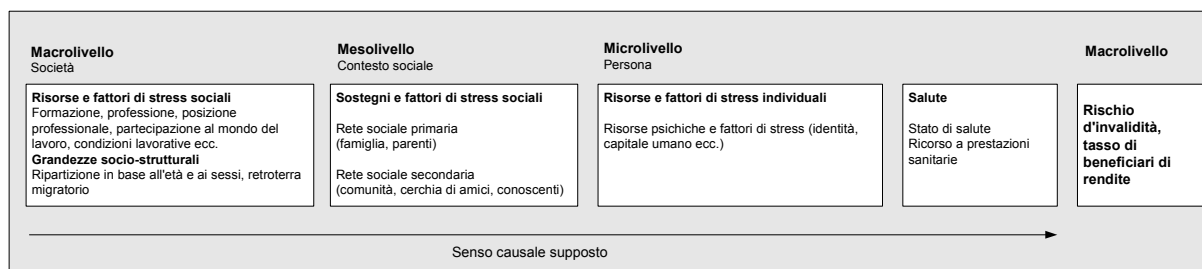 Macrolivello
Società
Risorse e fattori di stress sociali
Formazione, professione, posizione
professionale, partecipazione al mondo del
lavoro, condizioni lavorative ecc.
Grandezze socio-strutturali
Ripartizione in base all'età e ai sessi, retroterra
migratorio
Mesolivello
Contesto sociale
Sostegni e fattori di stress sociali
Rete sociale primaria
(famiglia, parenti)
Rete sociale secondaria
(comunità, cerchia di amici, conoscenti)
Microlivello
Persona
Risorse e fattori di stress individuali
Risorse psichiche e fattori di stress (identità,
capitale umano ecc.)
Salute
Stato di salute
Ricorso a prestazioni
sanitarie
Macrolivello
Rischio
d'invalidità,
tasso di
beneficiari di
rendite
Senso causale supposto